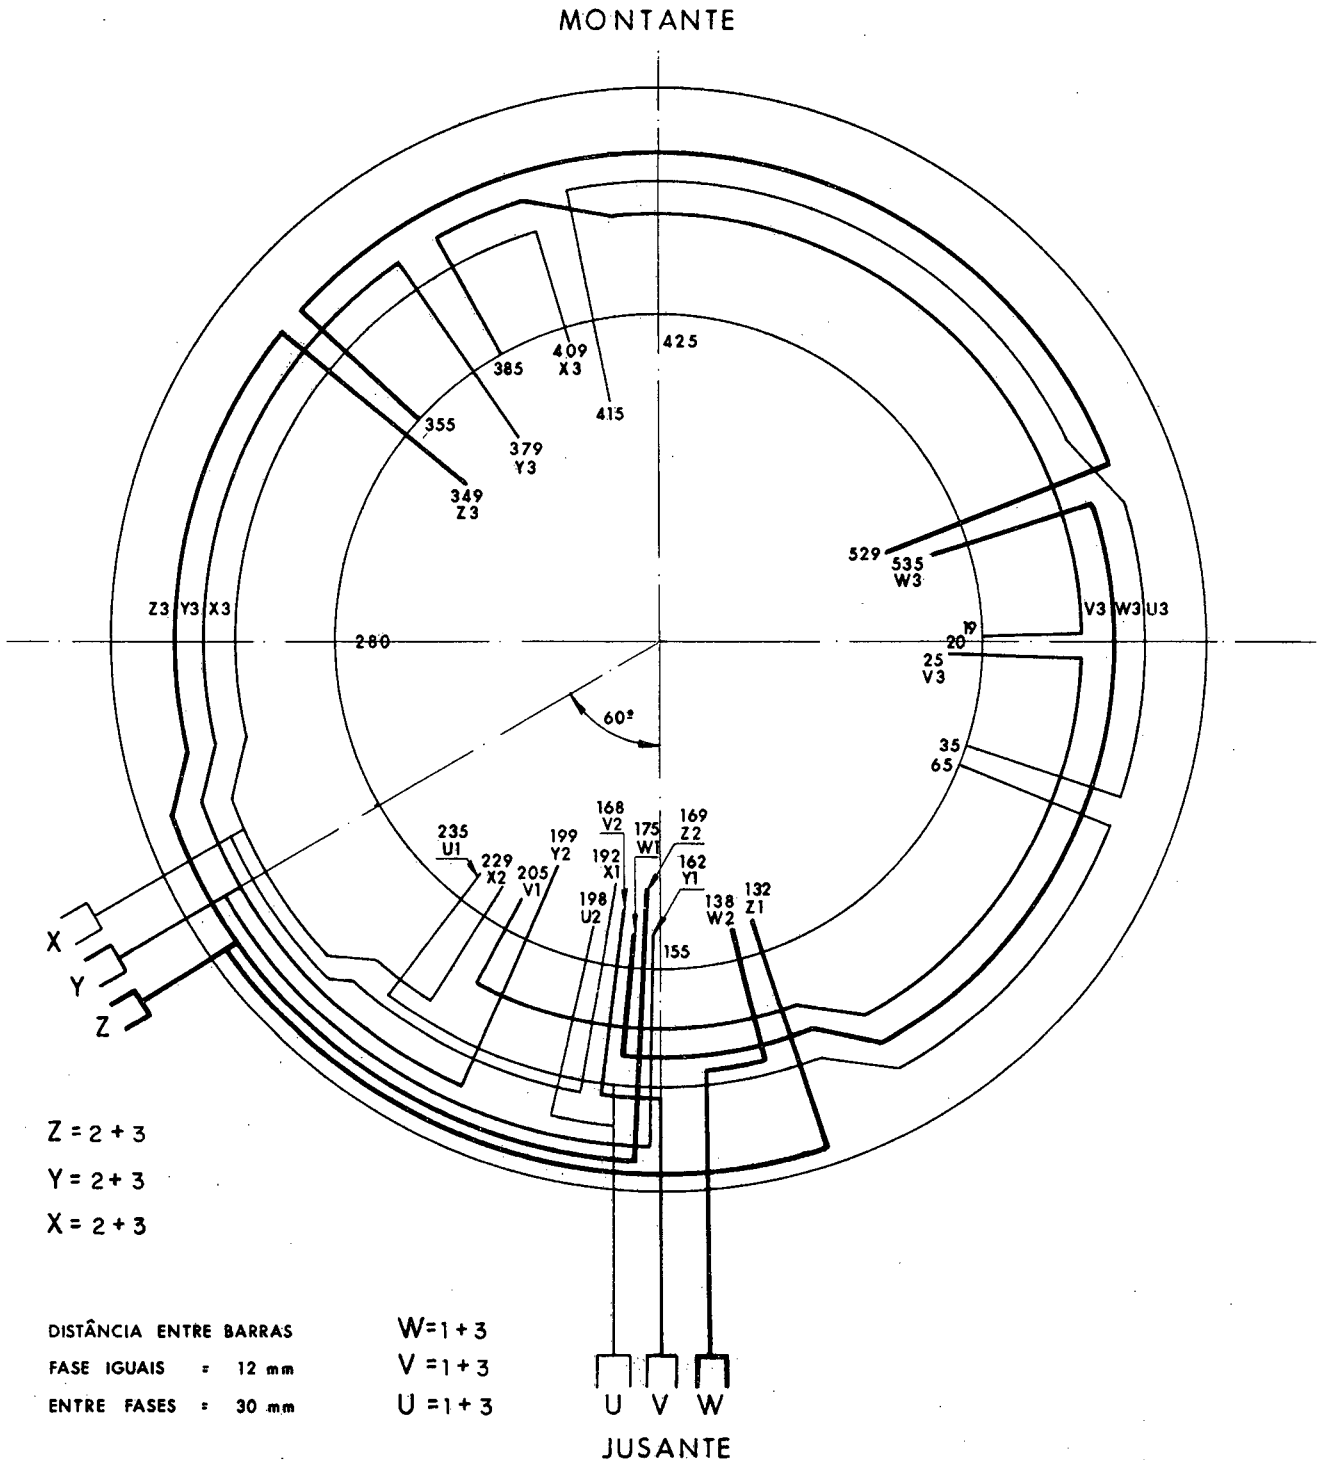 MONTANTE
425
409
X3
385
415
355
379
Y3
349
Z3
529
535
W3
Z3 Y3 X3
V3 W3 U3
280
19
20
25
V3
60º
35
65
168
V2
169
Z2
175
W1
235
U1
199
Y2
192
X1
162
Y1
229
X2
205
V1
198
U2
138
W2
132
Z1
155
X
Y
Z
Z = 2 + 3
Y = 2 + 3
X = 2 + 3
DISTÂNCIA ENTRE BARRAS
FASE IGUAIS = 12 mm
ENTRE FASES = 30 mm
W = 1 + 3
V = 1 + 3
U = 1 + 3
U V W
JUSANTE